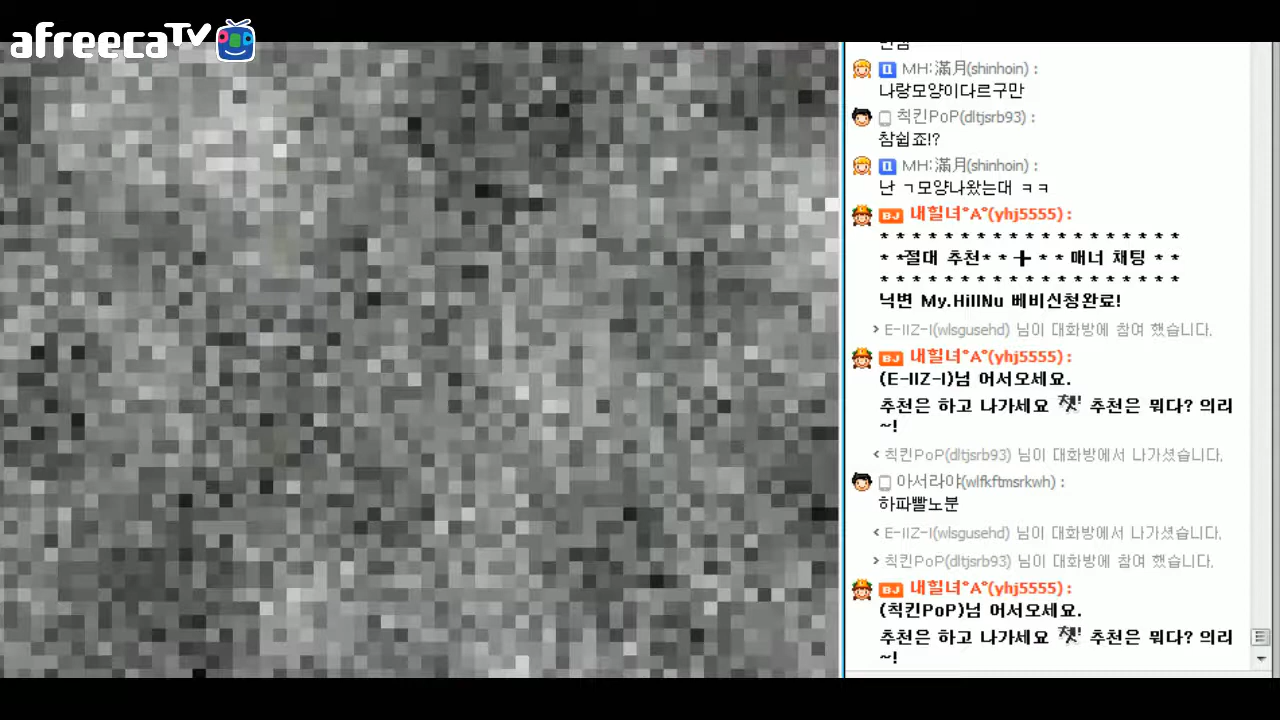 afreecaTV
MH:滿月(shinhoin) :
나랑모양이다르구만
칙킨PoP(dltjsrb93) :
참쉽죠!?
MH:滿月(shinhoin) :
난 ㄱ모양나왔는대 ㅋㅋ
BJ 내힐녀°A°(yhj5555) :
* * * * * * * * * * * * * * * * * * *
* *절대 추천* * + * * 매너 채팅 * *
* * * * * * * * * * * * * * * * * * *
닉변 My.HillNu 베비신청완료!
> E-IIZ-I(wlsgusehd) 님이 대화방에 참여 했습니다.
BJ 내힐녀°A°(yhj5555) :
(E-IIZ-I)님 어서오세요.
추천은 하고 나가세요 챗! 추천은 뭐다? 의리
~!
< 칙킨PoP(dltjsrb93) 님이 대화방에서 나가셨습니다.
아서라야(wlfkftmsrkwh) :
하파빨노분
< E-IIZ-I(wlsgusehd) 님이 대화방에서 나가셨습니다.
> 칙킨PoP(dltjsrb93) 님이 대화방에 참여 했습니다.
BJ 내힐녀°A°(yhj5555) :
(칙킨PoP)님 어서오세요.
추천은 하고 나가세요 챗! 추천은 뭐다? 의리
~!